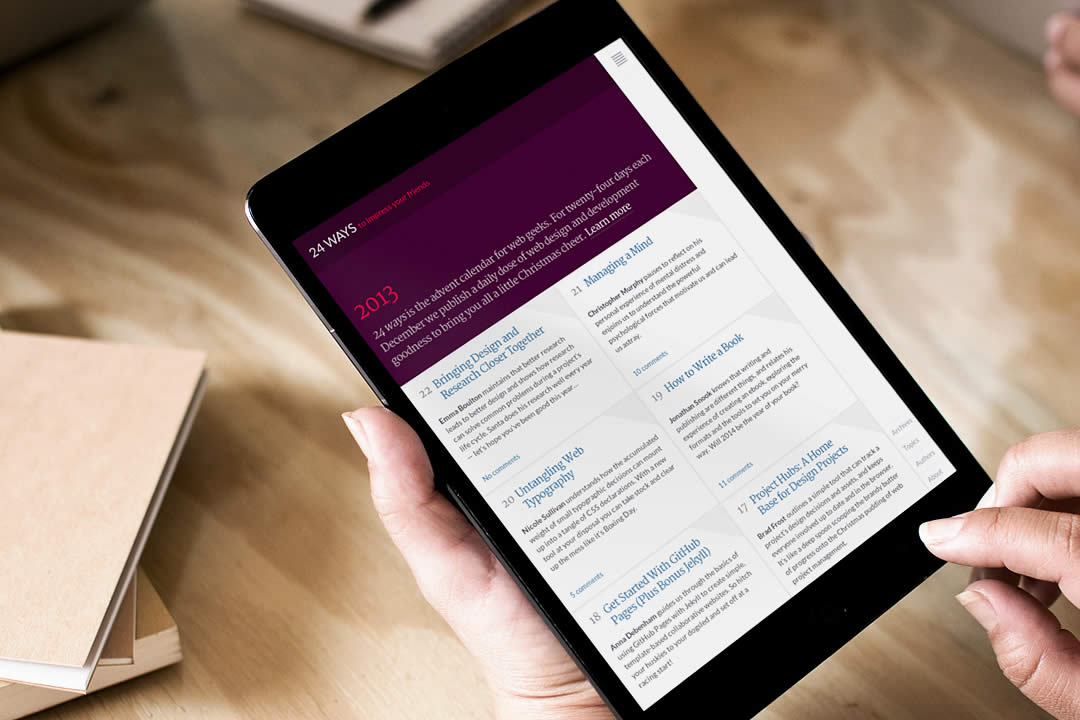 24 WAYS to impress your friends
2013
24 ways is the advent calendar for web geeks. For twenty-four days each
December we publish a daily dose of web design and development
goodness to bring you all a little Christmas cheer. Learn more
22 Bringing Design and
Research Closer Together
Emma Boulton maintains that better research
leads to better design and shows how research
can solve common problems during a project's
life cycle. Santa does his research well every year
... let's hope you've been good this year...
No comments
21 Managing a Mind
Christopher Murphy pauses to reflect on his
personal experience of mental distress and
enjoins us to understand the powerful
psychological forces that motivate us and can lead
us astray.
10 comments
20 Untangling Web
Typography
Nicole Sullivan understands how the accumulated
weight of small typographic decisions can mount
up into a tangle of CSS declarations. With a new
tool at your disposal you can take stock and clear
up the mess like it's Boxing Day.
5 comments
19 How to Write a Book
Jonathan Snook knows that writing and
publishing are different things, and relates his
experience of creating an ebook, exploring the
formats and the tools to set you on your merry
way. Will 2014 be the year of your book?
11 comments
18 Get Started With GitHub
Pages (Plus Bonus Jekyll)
Anna Debenham guides us through the basics of
using GitHub Pages with Jekyll to create simple,
template-based collaborative websites. So hitch
your huskies to your dogsled and set off at a
racing start!
17 Project Hubs: A Home
Base for Design Projects
Brad Frost outlines a simple tool that can track a
project's design decisions and assets, and keeps
everyone involved up to date and in the browser.
It's like a deep spoon scooping the brandy butter
of progress onto the Christmas pudding of web
project management.
Archives
Topics
Authors
About